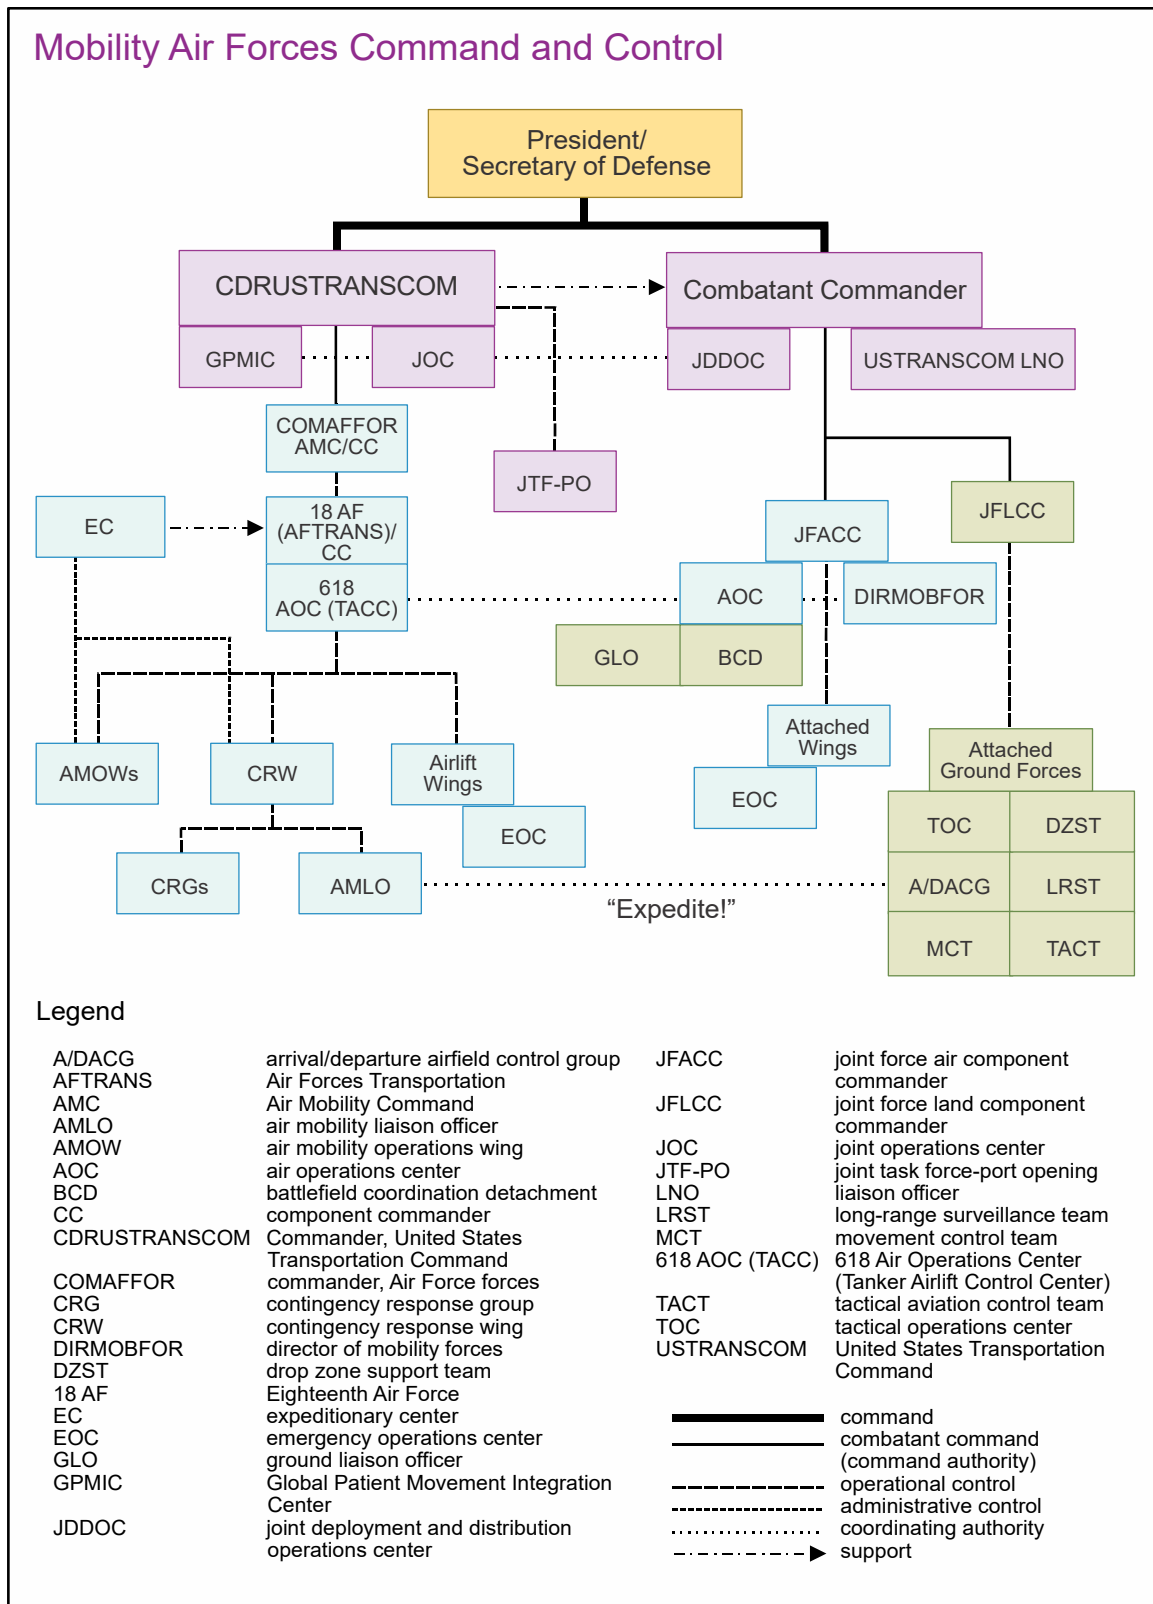 Mobility Air Forces Command and Control
President/
Secretary of Defense
CDRUSTRANSCOM
Combatant Commander
GPMIC
JOC
JDDOC
USTRANSCOM LNO
COMAFFOR
AMC/CC
JTF-PO
EC
18 AF
(AFTRANS)/
CC
JFACC
JFLCC
618
AOC (TACC)
AOC
DIRMOBFOR
GLO
BCD
AMOWs
CRW
Airlift
Wings
EOC
Attached
Wings
EOC
Attached
Ground Forces
TOC
DZST
CRGs
AMLO
"Expedite!"
A/DACG
LRST
MCT
TACT
Legend
A/DACG arrival/departure airfield control group
AFTRANS Air Forces Transportation
AMC Air Mobility Command
AMLO air mobility liaison officer
AMOW air mobility operations wing
AOC air operations center
BCD battlefield coordination detachment
CC component commander
CDRUSTRANSCOM Commander, United States
Transportation Command
COMAFFOR commander, Air Force forces
CRG contingency response group
CRW contingency response wing
DIRMOBFOR director of mobility forces
DZST drop zone support team
18 AF Eighteenth Air Force
EC expeditionary center
EOC emergency operations center
GLO ground liaison officer
GPMIC Global Patient Movement Integration
Center
JDDOC joint deployment and distribution
operations center
JFACC joint force air component
commander
JFLCC joint force land component
commander
JOC joint operations center
JTF-PO joint task force-port opening
LNO liaison officer
LRST long-range surveillance team
MCT movement control team
618 AOC (TACC) 618 Air Operations Center
(Tanker Airlift Control Center)
TACT tactical aviation control team
TOC tactical operations center
USTRANSCOM United States Transportation
Command
command
combatant command
(command authority)
operational control
administrative control
coordinating authority
support